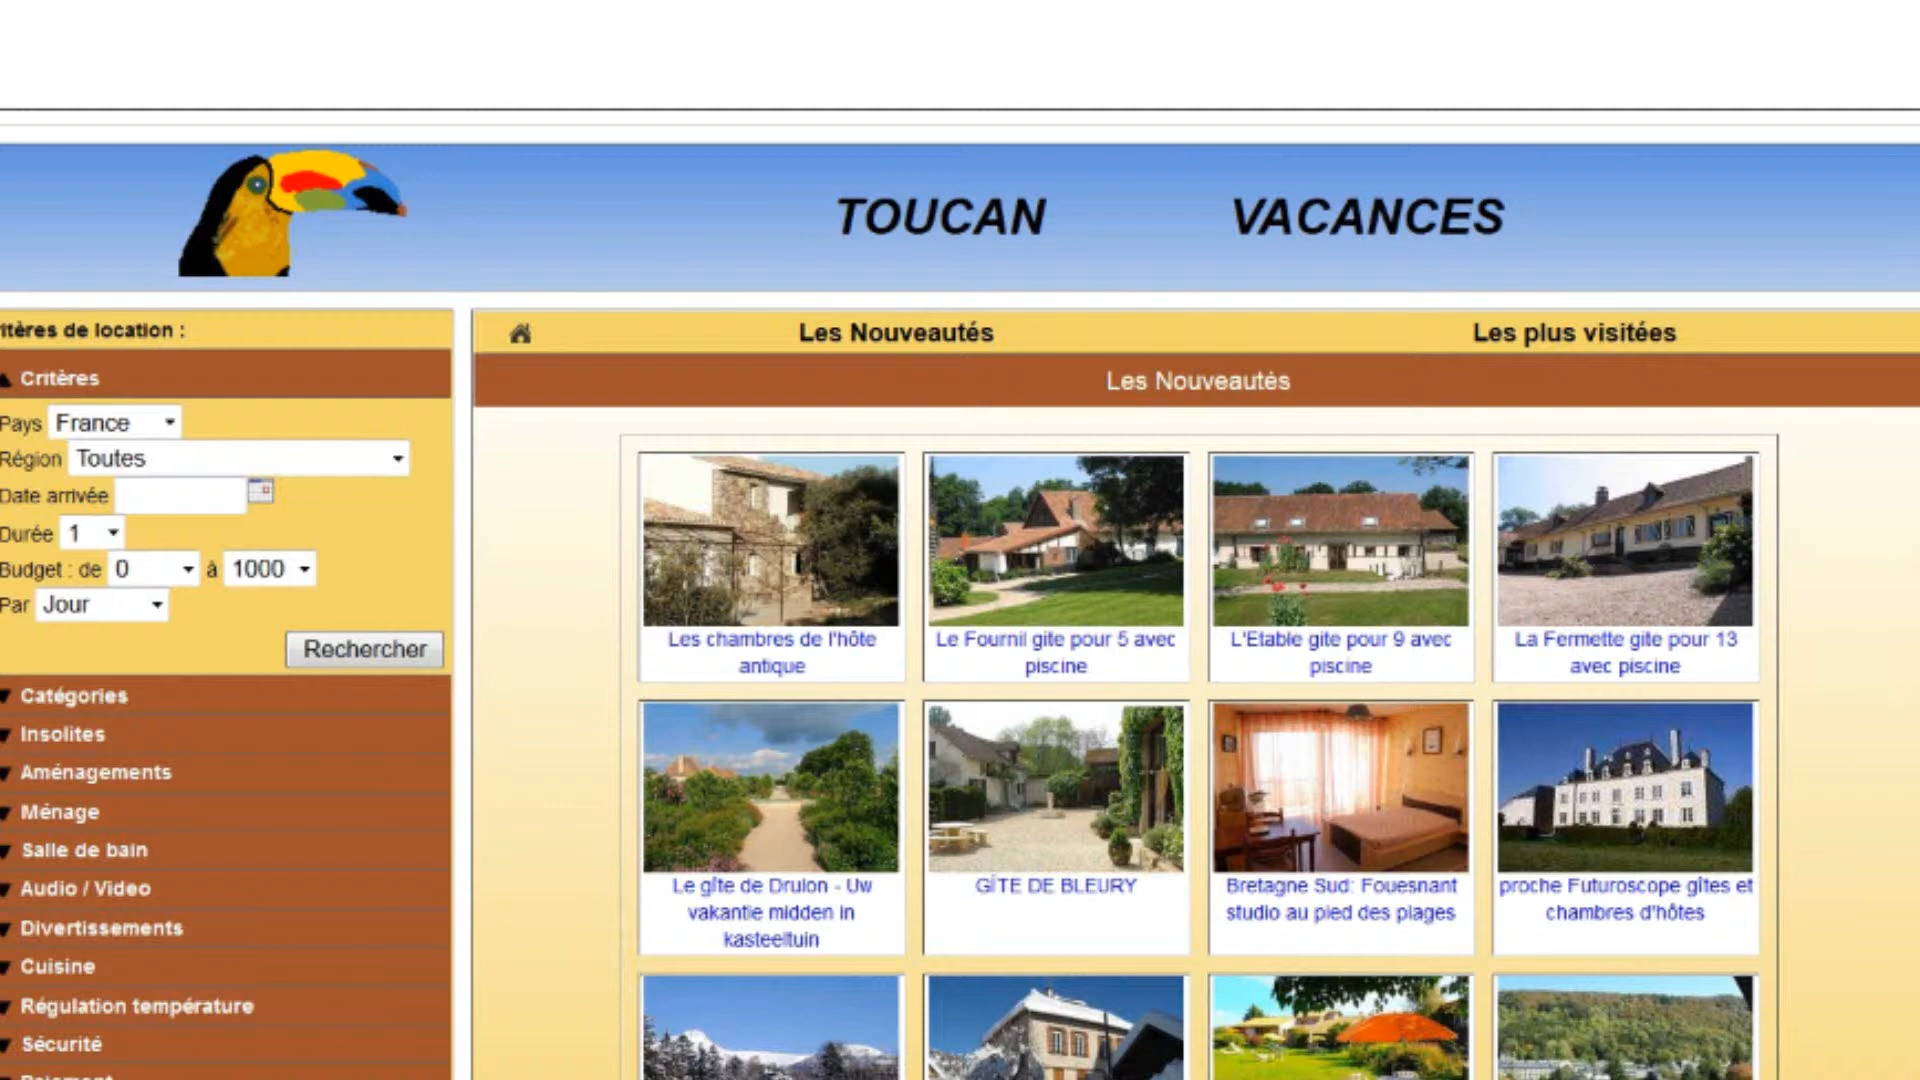 TOUCAN VACANCES
itères de location :
Les Nouveautés
Les plus visitées
Critères
Les Nouveautés
Pays France
Région Toutes
Date arrivée
Durée 1
Budget : de 0 à 1000
Par Jour
Rechercher
Catégories
Insolites
Aménagements
Ménage
Salle de bain
Audio / Video
Divertissements
Cuisine
Régulation température
Sécurité
Les chambres de l'hôte
antique
Le Fournil gite pour 5 avec
piscine
L'Etable gite pour 9 avec
piscine
La Fermette gite pour 13
avec piscine
Le gîte de Drulon - Uw
vakantie midden in
kasteeltuin
GÎTE DE BLEURY
Bretagne Sud: Fouesnant
studio au pied des plages
proche Futuroscope gîtes et
chambres d'hôtes